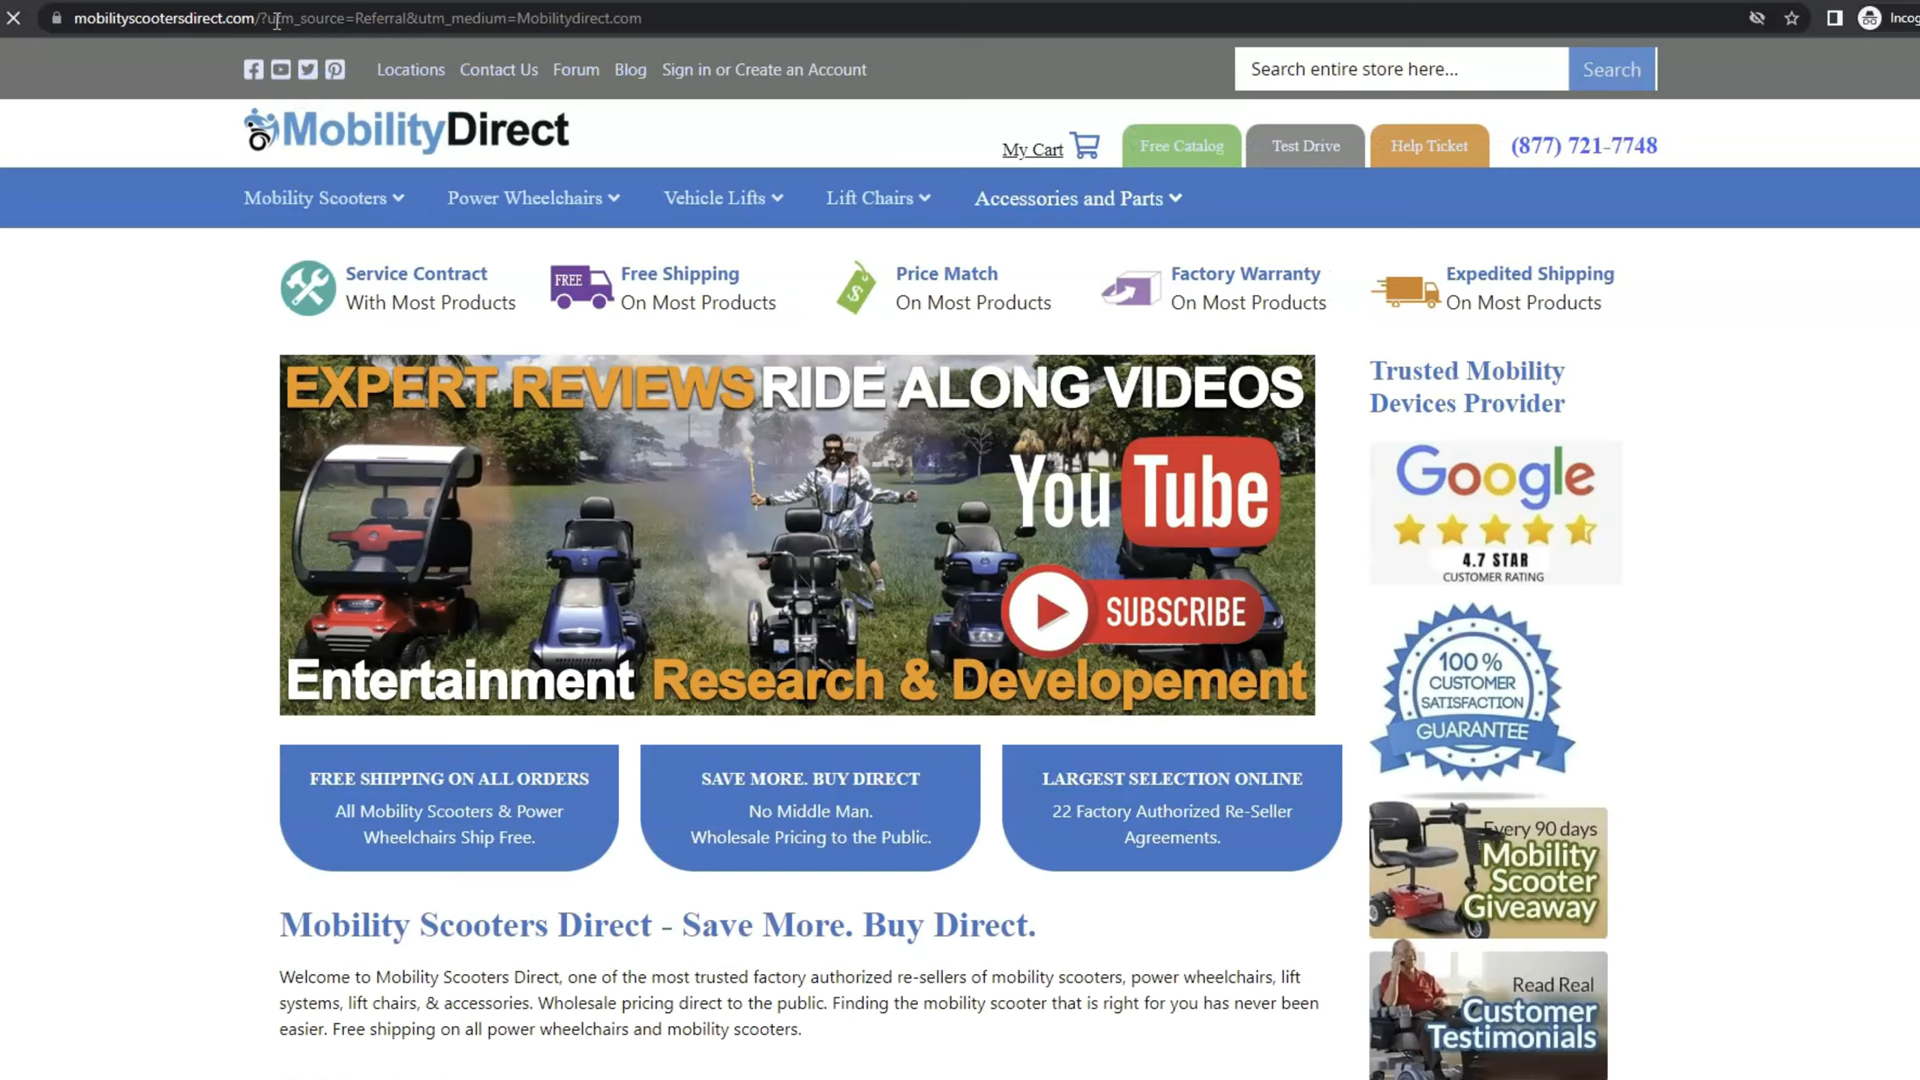 mobilityscootersdirect.com/?utm_source=Referral&utm_medium=Mobilitydirect.com
Incog
Locations Contact Us Forum Blog Sign in or Create an Account
Search entire store here... Search
MobilityDirect
My Cart Free Catalog Test Drive Help Ticket (877) 721-7748
Mobility Scooters Power Wheelchairs Vehicle Lifts Lift Chairs Accessories and Parts
Service Contract
With Most Products
FREE
Free Shipping
On Most Products
$
Price Match
On Most Products
Factory Warranty
On Most Products
Expedited Shipping
On Most Products
EXPERT REVIEWS RIDE ALONG VIDEOS
YouTube
SUBSCRIBE
Entertainment Research & Developement
Trusted Mobility
Devices Provider
Google
4.7 STAR
CUSTOMER RATING
100%
CUSTOMER
SATISFACTION
GUARANTEE
Every 90 days
Mobility
Scooter
Giveaway
Read Real
Customer
Testimonials
FREE SHIPPING ON ALL ORDERS
All Mobility Scooters & Power
Wheelchairs Ship Free.
SAVE MORE. BUY DIRECT
No Middle Man.
Wholesale Pricing to the Public.
LARGEST SELECTION ONLINE
22 Factory Authorized Re-Seller
Agreements.
Mobility Scooters Direct - Save More. Buy Direct.
Welcome to Mobility Scooters Direct, one of the most trusted factory authorized re-sellers of mobility scooters, power wheelchairs, lift
systems, lift chairs, & accessories. Wholesale pricing direct to the public. Finding the mobility scooter that is right for you has never been
easier. Free shipping on all power wheelchairs and mobility scooters.